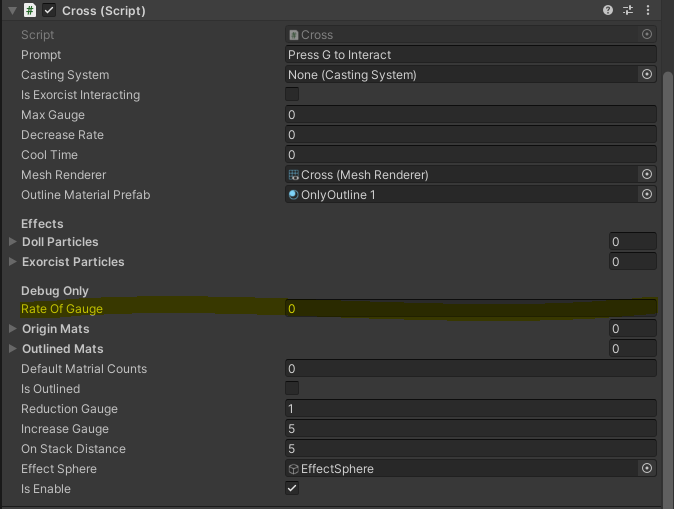 Cross (Script)
Script Cross
Prompt Press G to Interact
Casting System None (Casting System)
Is Exorcist Interacting
Max Gauge 0
Decrease Rate 0
Cool Time 0
Mesh Renderer Cross (Mesh Renderer)
Outline Material Prefab OnlyOutline 1
Effects
Doll Particles 0
Exorcist Particles 0
Debug Only
Rate Of Gauge 0
Origin Mats 0
Outlined Mats 0
Default Matrial Counts 0
Is Outlined
Reduction Gauge 1
Increase Gauge 5
On Stack Distance 5
Effect Sphere EffectSphere
Is Enable